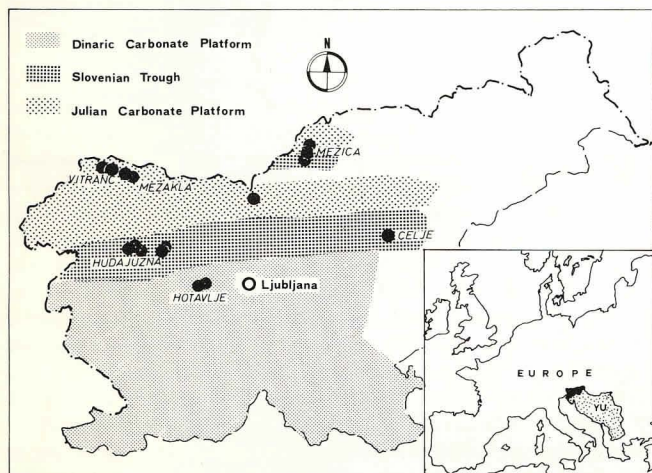 Dinaric Carbonate Platform
Slovenian Trough
Julian Carbonate Platform
MEŽICA
VITRANC
MEŽAKLA
CELJE
HUDAJUŽNA
HOTAVLJE
Ljubljana
EUROPE
YU